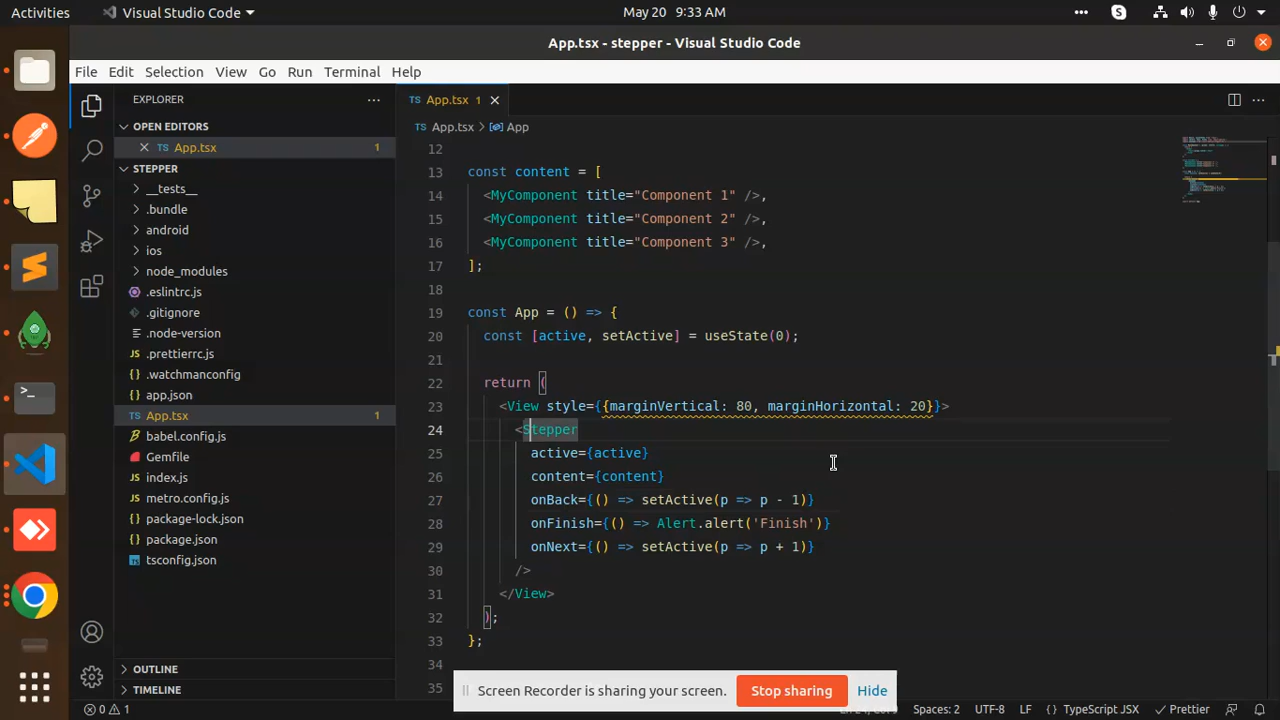 Activities
Visual Studio Code
May 20 9:33 AM
App.tsx - stepper - Visual Studio Code
File Edit Selection View Go Run Terminal Help
EXPLORER
OPEN EDITORS
TS App.tsx 1
STEPPER
__tests__
.bundle
android
ios
node_modules
.eslintrc.js
.gitignore
.node-version
.prettierrc.js
.watchmanconfig
app.json
TS App.tsx 1
babel.config.js
Gemfile
index.js
metro.config.js
package-lock.json
package.json
tsconfig.json
OUTLINE
TIMELINE
TS App.tsx 1
TS App.tsx > App
12
13 const content = [
14 <MyComponent title="Component 1" />,
15 <MyComponent title="Component 2" />,
16 <MyComponent title="Component 3" />,
17 ];
18
19 const App = () => {
20 const [active, setActive] = useState(0);
21
22 return (
23 <View style={{marginVertical: 80, marginHorizontal: 20}}>
24 <Stepper
25 active={active}
26 content={content}
27 onBack={() => setActive(p => p - 1)}
28 onFinish={() => Alert.alert('Finish')}
29 onNext={() => setActive(p => p + 1)}
30 />
31 </View>
32 );
33 };
34
35
Screen Recorder is sharing your screen. Stop sharing Hide
0 1 Spaces: 2 UTF-8 LF { } TypeScript JSX Prettier